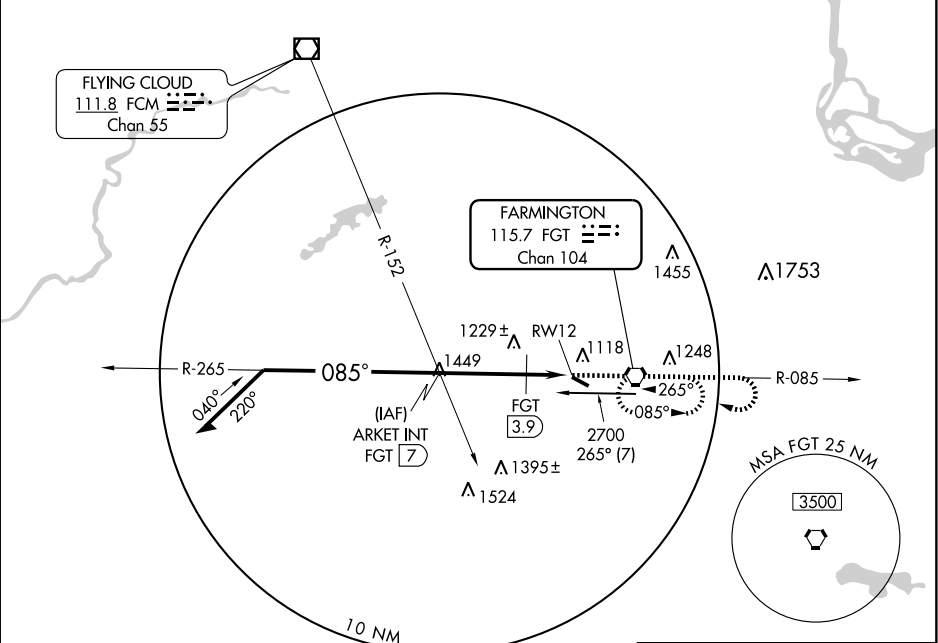 FLYING CLOUD
111.8 FCM
Chan 55
R-152
FARMINGTON
115.7 FGT
Chan 104
1455
1753
1229±
RW12
1118
1248
1449
R-265
085°
R-085
040°
220°
265°
085°
(IAF)
ARKET INT
FGT 7
FGT
3.9
2700
265° (7)
1395±
1524
MSA FGT 25 NM
3500
10 NM